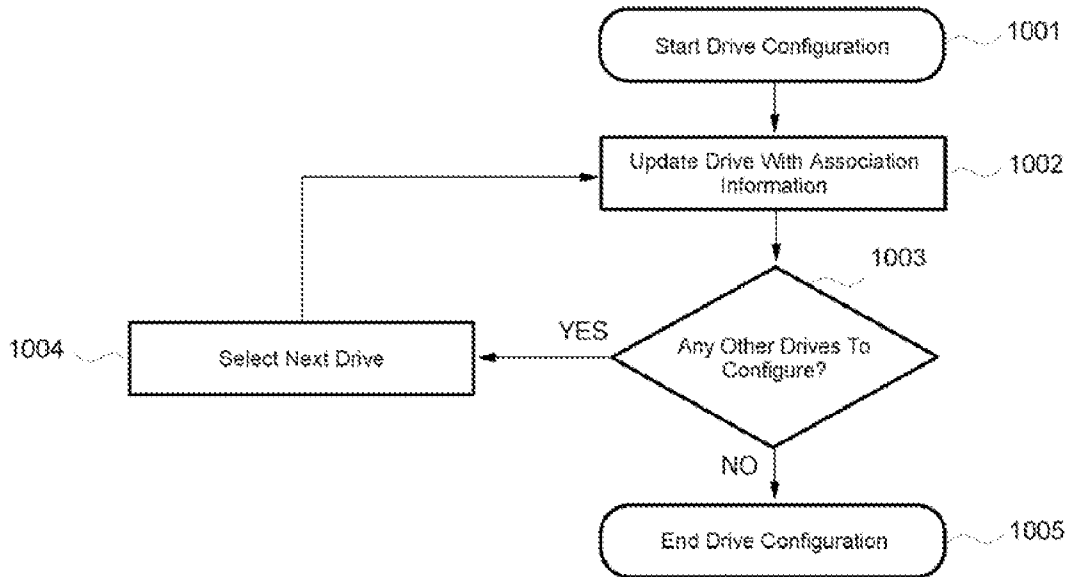 Start Drive Configuration
1001
Update Drive With Association
Information
1002
1003
Any Other Drives To
Configure?
YES
Select Next Drive
1004
NO
End Drive Configuration
1005